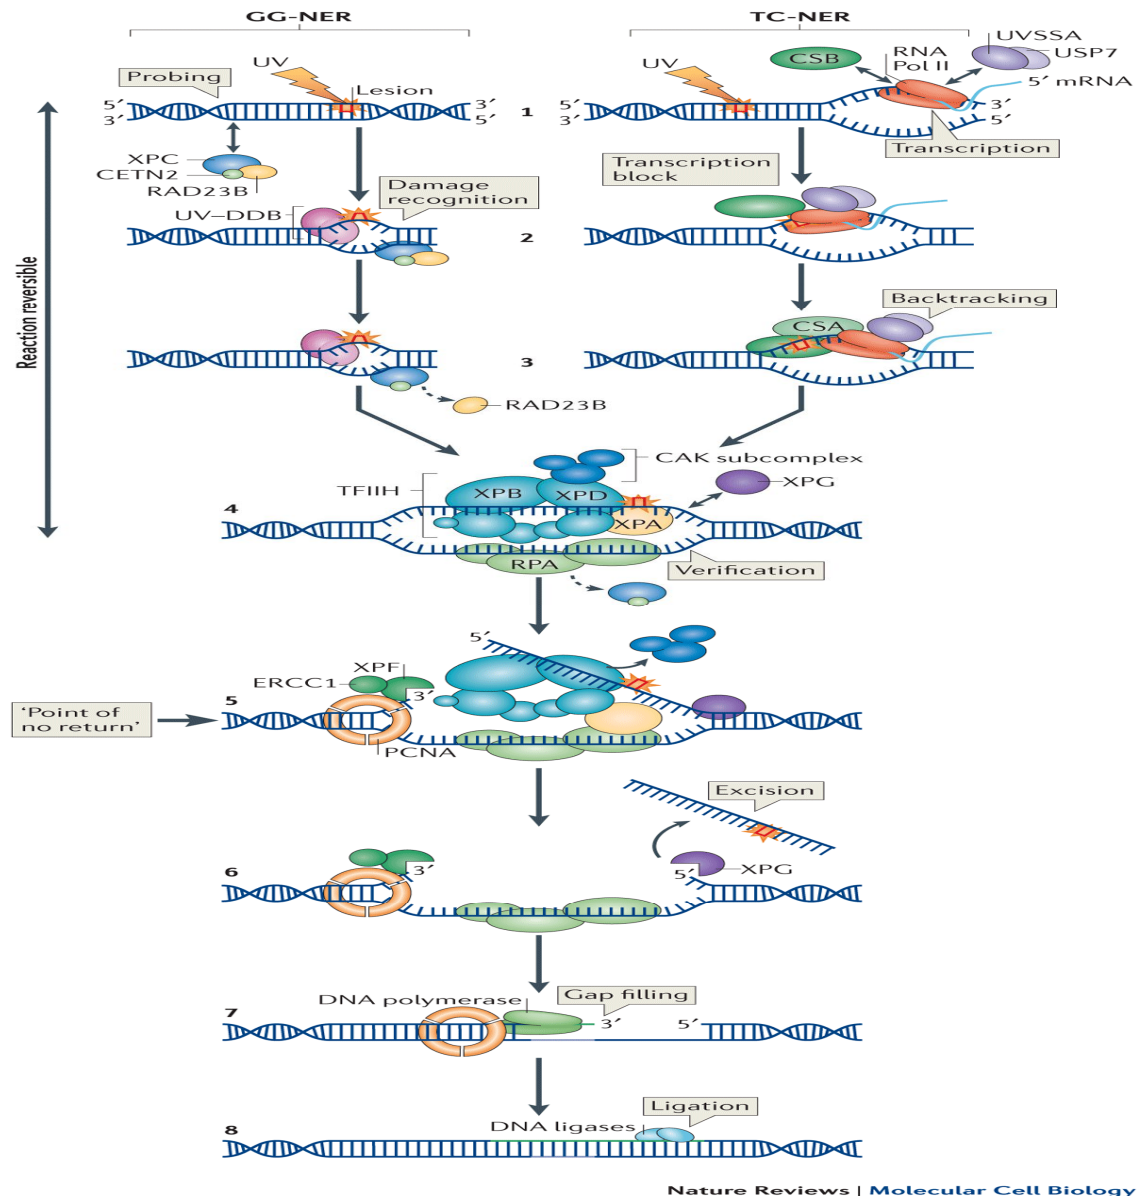 GG-NER
TC-NER
Probing
UV
Lesion
5′
3′
3′
5′
XPC
CETN2
RAD23B
1
UV
CSB
RNA
Pol II
UVSSA
USP7
5′ mRNA
5′
3′
3′
5′
Transcription
Transcription
block
Reaction reversible
Damage
recognition
UV–DDB
2
Backtracking
3
CSA
RAD23B
CAK subcomplex
TFIIH
XPB
XPD
XPG
4
XPA
RPA
Verification
5′
XPF
ERCC1
3′
5
'Point of
no return'
PCNA
Excision
6
3′
5′
XPG
DNA polymerase
Gap filling
7
3′
5′
Ligation
8
DNA ligases
Nature Reviews | Molecular Cell Biology